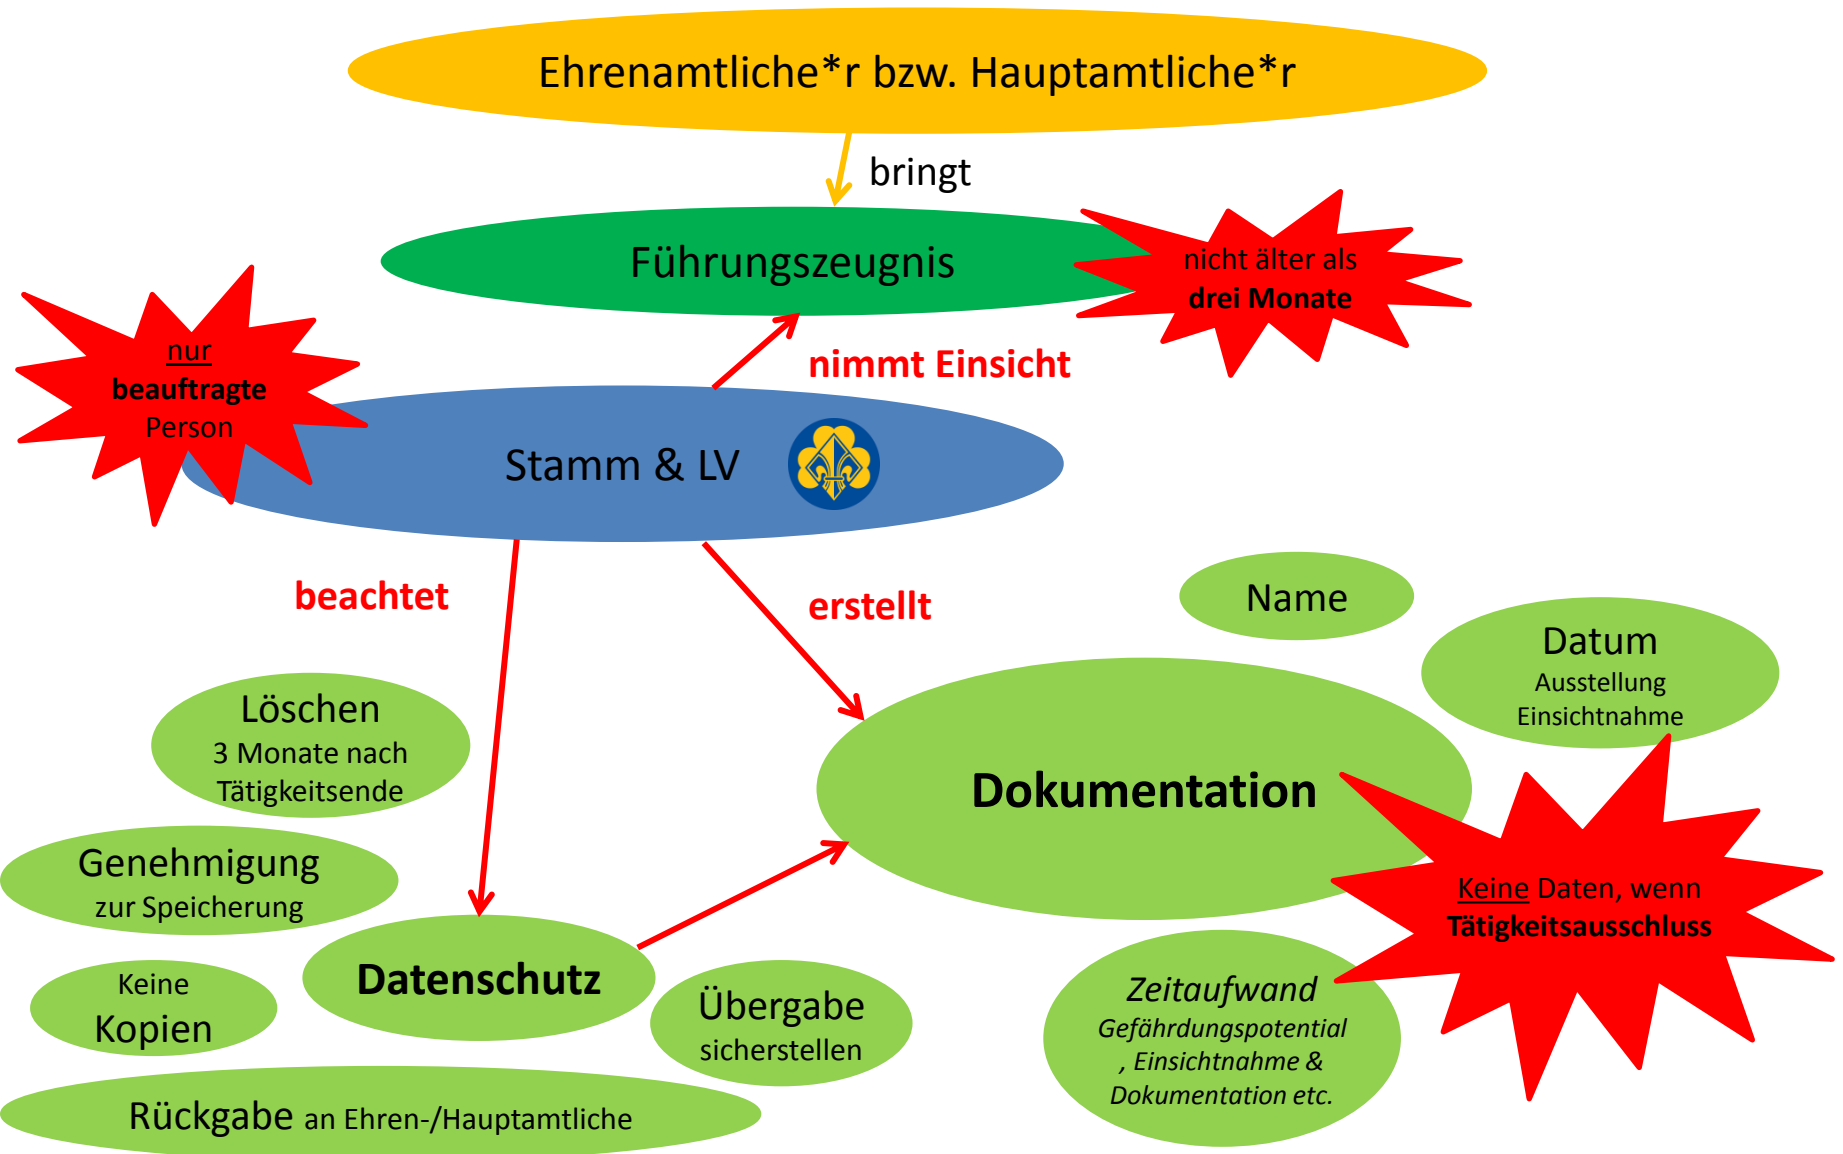 Ehrenamtliche*r bzw. Hauptamtliche*r
bringt
Führungszeugnis
nicht älter als
drei Monate
nur
beauftragte
Person
nimmt Einsicht
Stamm & LV
beachtet
erstellt
Name
Datum
Ausstellung
Einsichtnahme
Löschen
3 Monate nach
Tätigkeitsende
Dokumentation
Genehmigung
zur Speicherung
Keine Daten, wenn
Tätigkeitsausschluss
Datenschutz
Keine
Kopien
Übergabe
sicherstellen
Zeitaufwand
Gefährdungspotential
, Einsichtnahme &
Dokumentation etc.
Rückgabe an Ehren-/Hauptamtliche